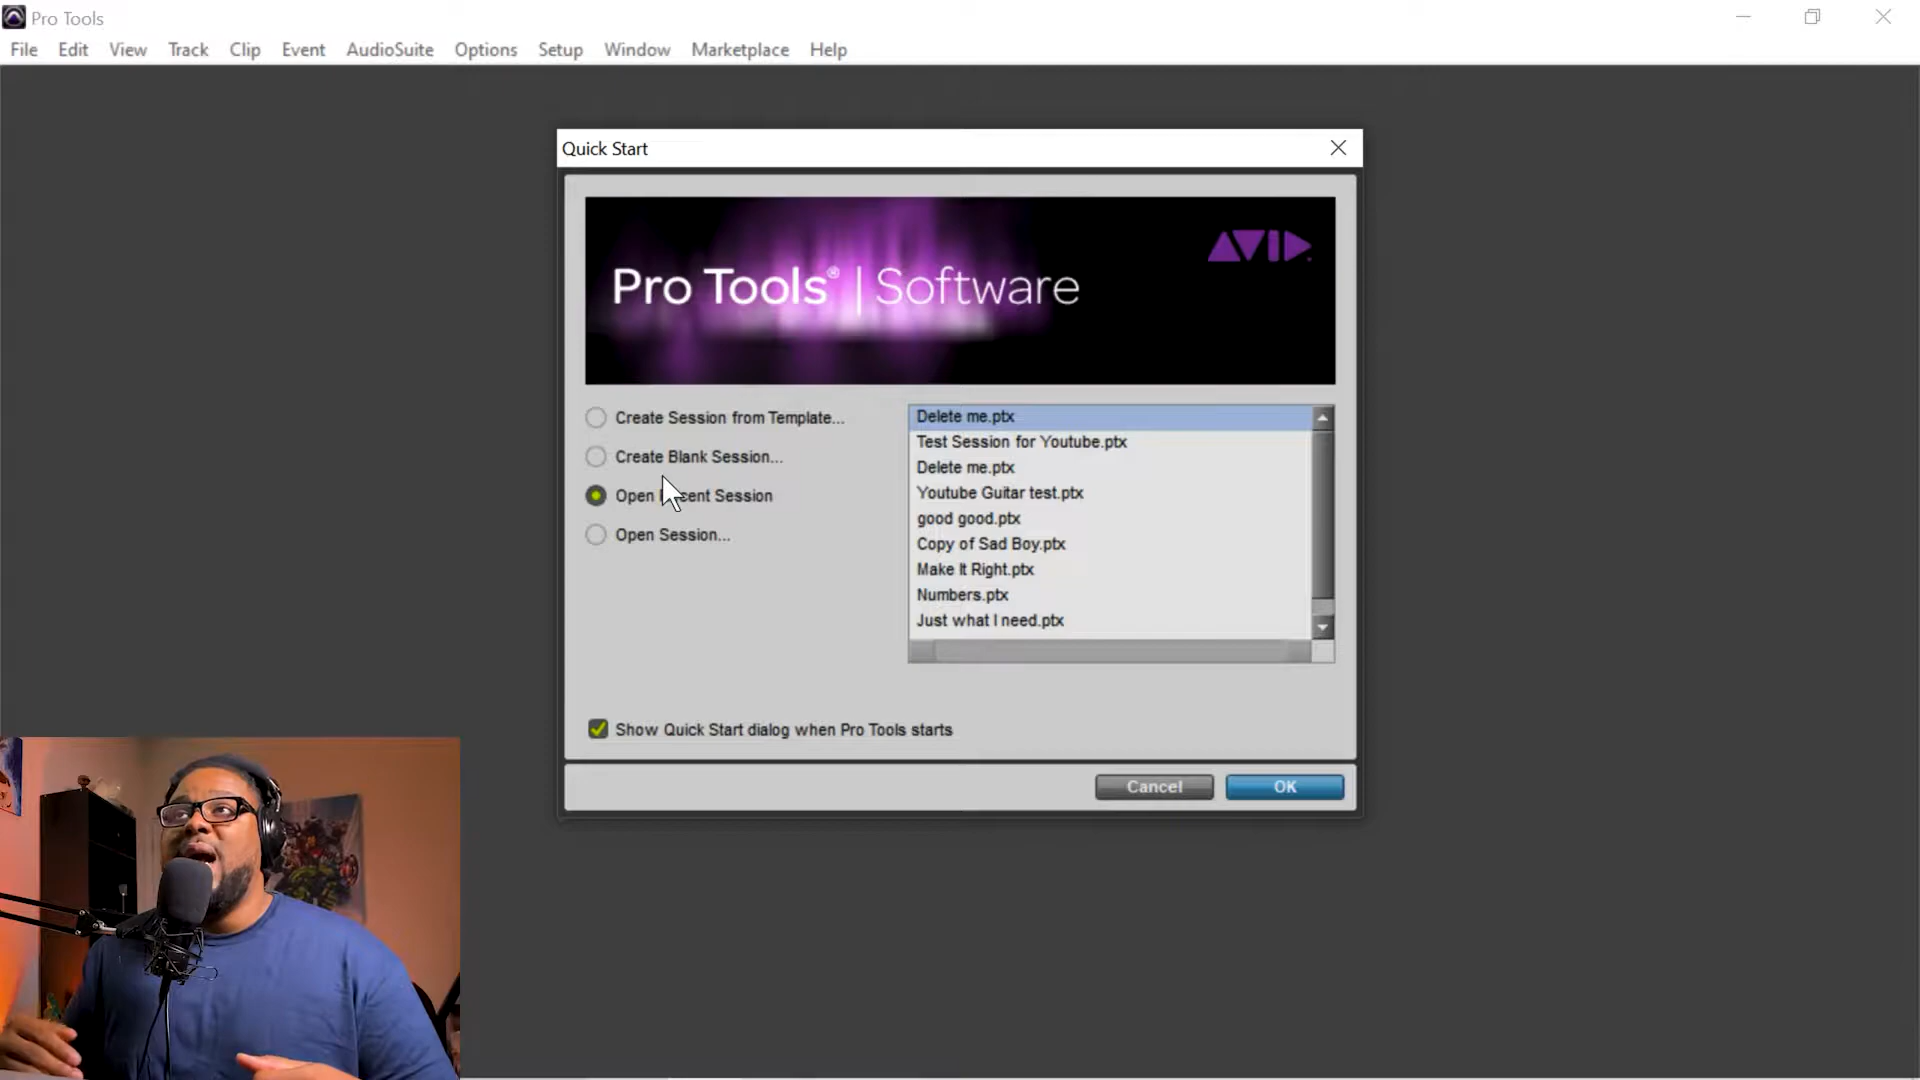 Pro Tools
File Edit View Track Clip Event AudioSuite Options Setup Window Marketplace Help
Quick Start
AVID
Pro Tools® | Software
Create Session from Template...
Create Blank Session...
Open Recent Session
Open Session...
Delete me.ptx
Test Session for Youtube.ptx
Delete me.ptx
Youtube Guitar test.ptx
good good.ptx
Copy of Sad Boy.ptx
Make It Right.ptx
Numbers.ptx
Just what I need.ptx
Show Quick Start dialog when Pro Tools starts
Cancel OK